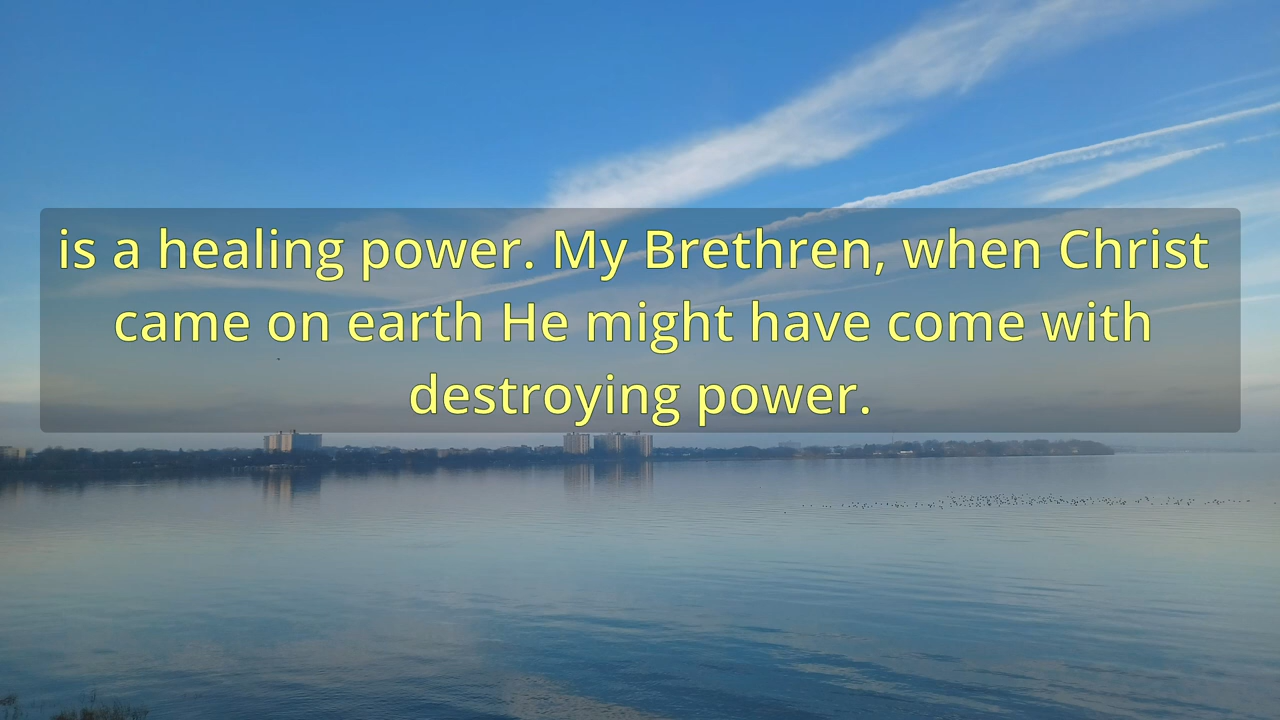 is a healing power. My Brethren, when Christ
came on earth He might have come with
destroying power.